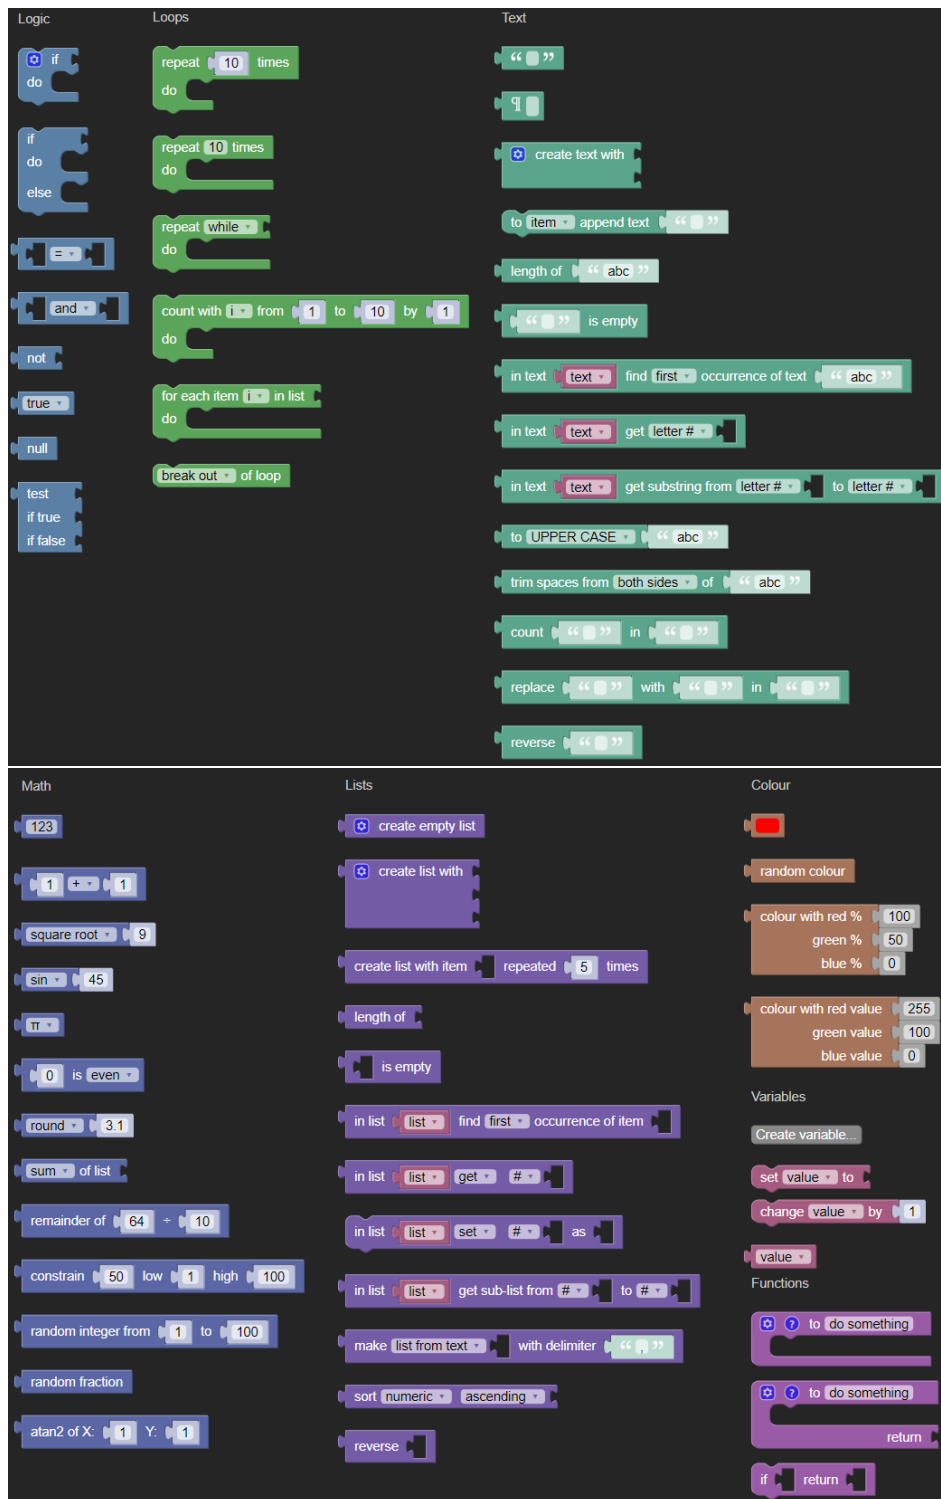 Logic
if
do
if
do
else
=
and
not
true
null
test
if true
if false
Loops
repeat 10 times
do
repeat 10 times
do
repeat while
do
count with i from 1 to 10 by 1
do
for each item i in list
do
break out of loop
Text
“ ”
¶
create text with
to item append text “ ”
length of “ abc ”
“ ” is empty
in text text find first occurrence of text “ abc ”
in text text get letter #
in text text get substring from letter # to letter #
to UPPER CASE “ abc ”
trim spaces from both sides of “ abc ”
count “ ” in “ ”
replace “ ” with “ ” in “ ”
reverse “ ”
Math
123
1 + 1
square root 9
sin 45
π
0 is even
round 3.1
sum of list
remainder of 64 ÷ 10
constrain 50 low 1 high 100
random integer from 1 to 100
random fraction
atan2 of X: 1 Y: 1
Lists
create empty list
create list with
create list with item repeated 5 times
length of
is empty
in list list find first occurrence of item
in list list get #
in list list set # as
in list list get sub-list from # to #
make list from text with delimiter “ , ”
sort numeric ascending
reverse
Colour
random colour
colour with red % 100
green % 50
blue % 0
colour with red value 255
green value 100
blue value 0
Variables
Create variable...
set value to
change value by 1
value
Functions
? to do something
? to do something
return
if return